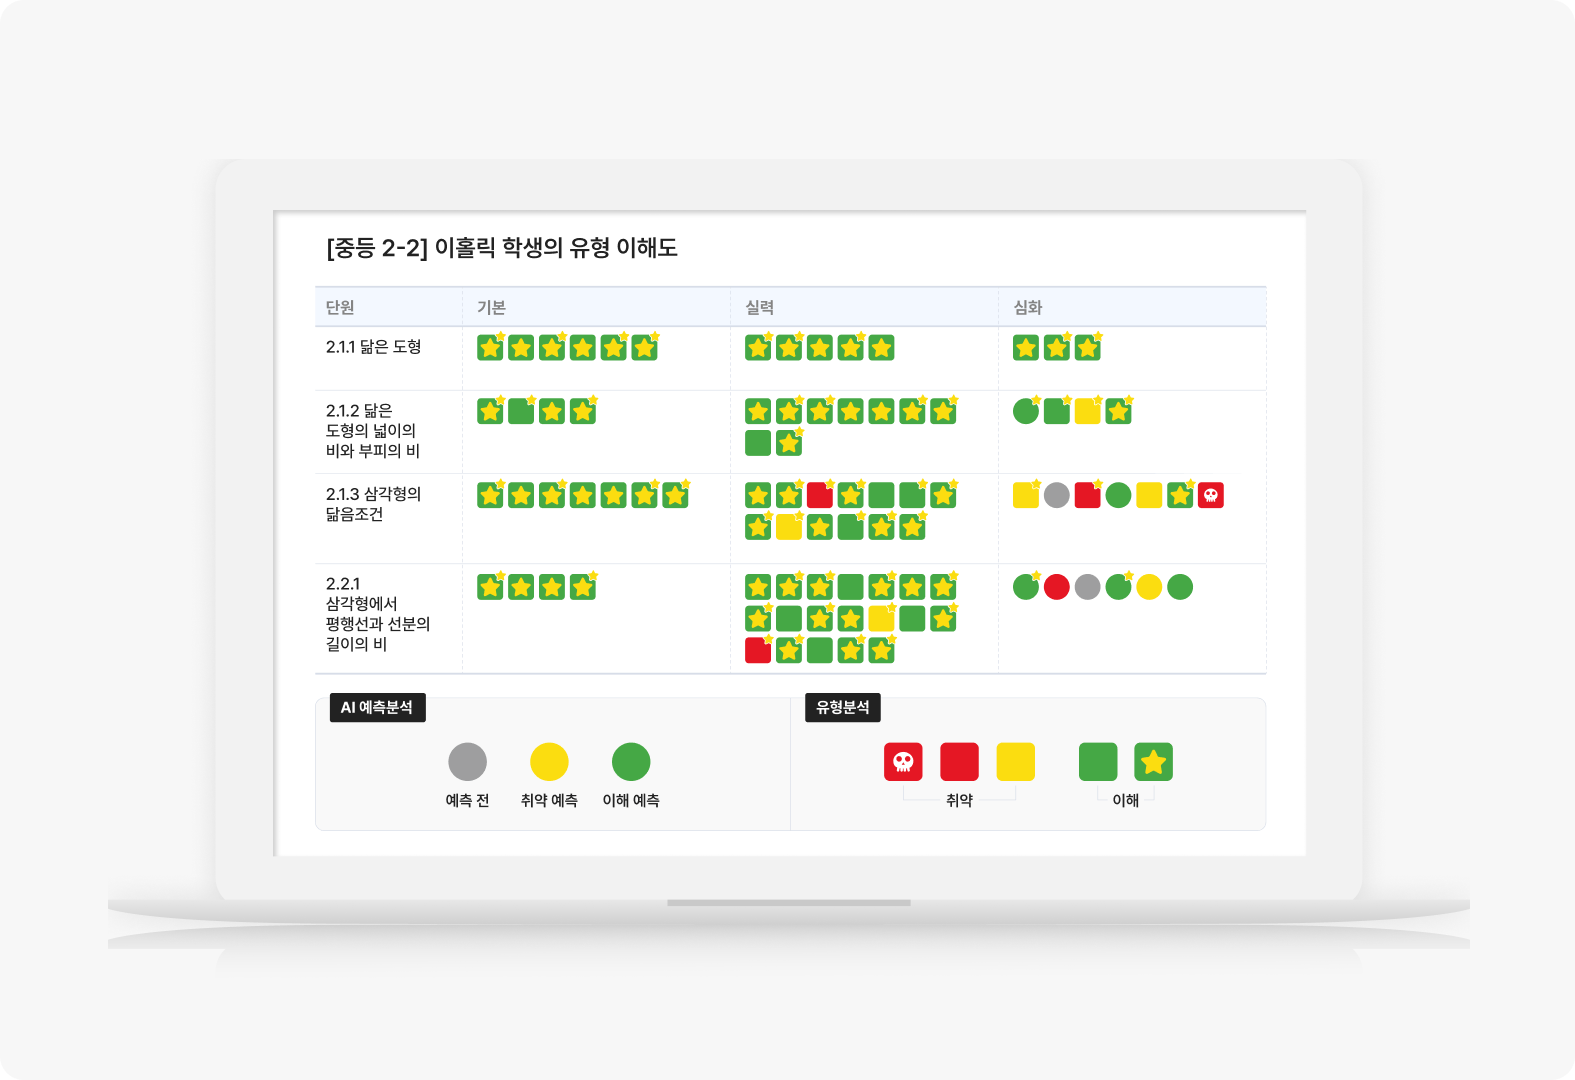 [중등 2-2] 이홀릭 학생의 유형 이해도
단원 기본 실력 심화
2.1.1 닮은 도형
2.1.2 닮은
도형의 넓이의
비와 부피의 비
2.1.3 삼각형의
닮음조건
2.2.1
삼각형에서
평행선과 선분의
길이의 비
AI 예측분석
예측 전 취약 예측 이해 예측
유형분석
취약 이해